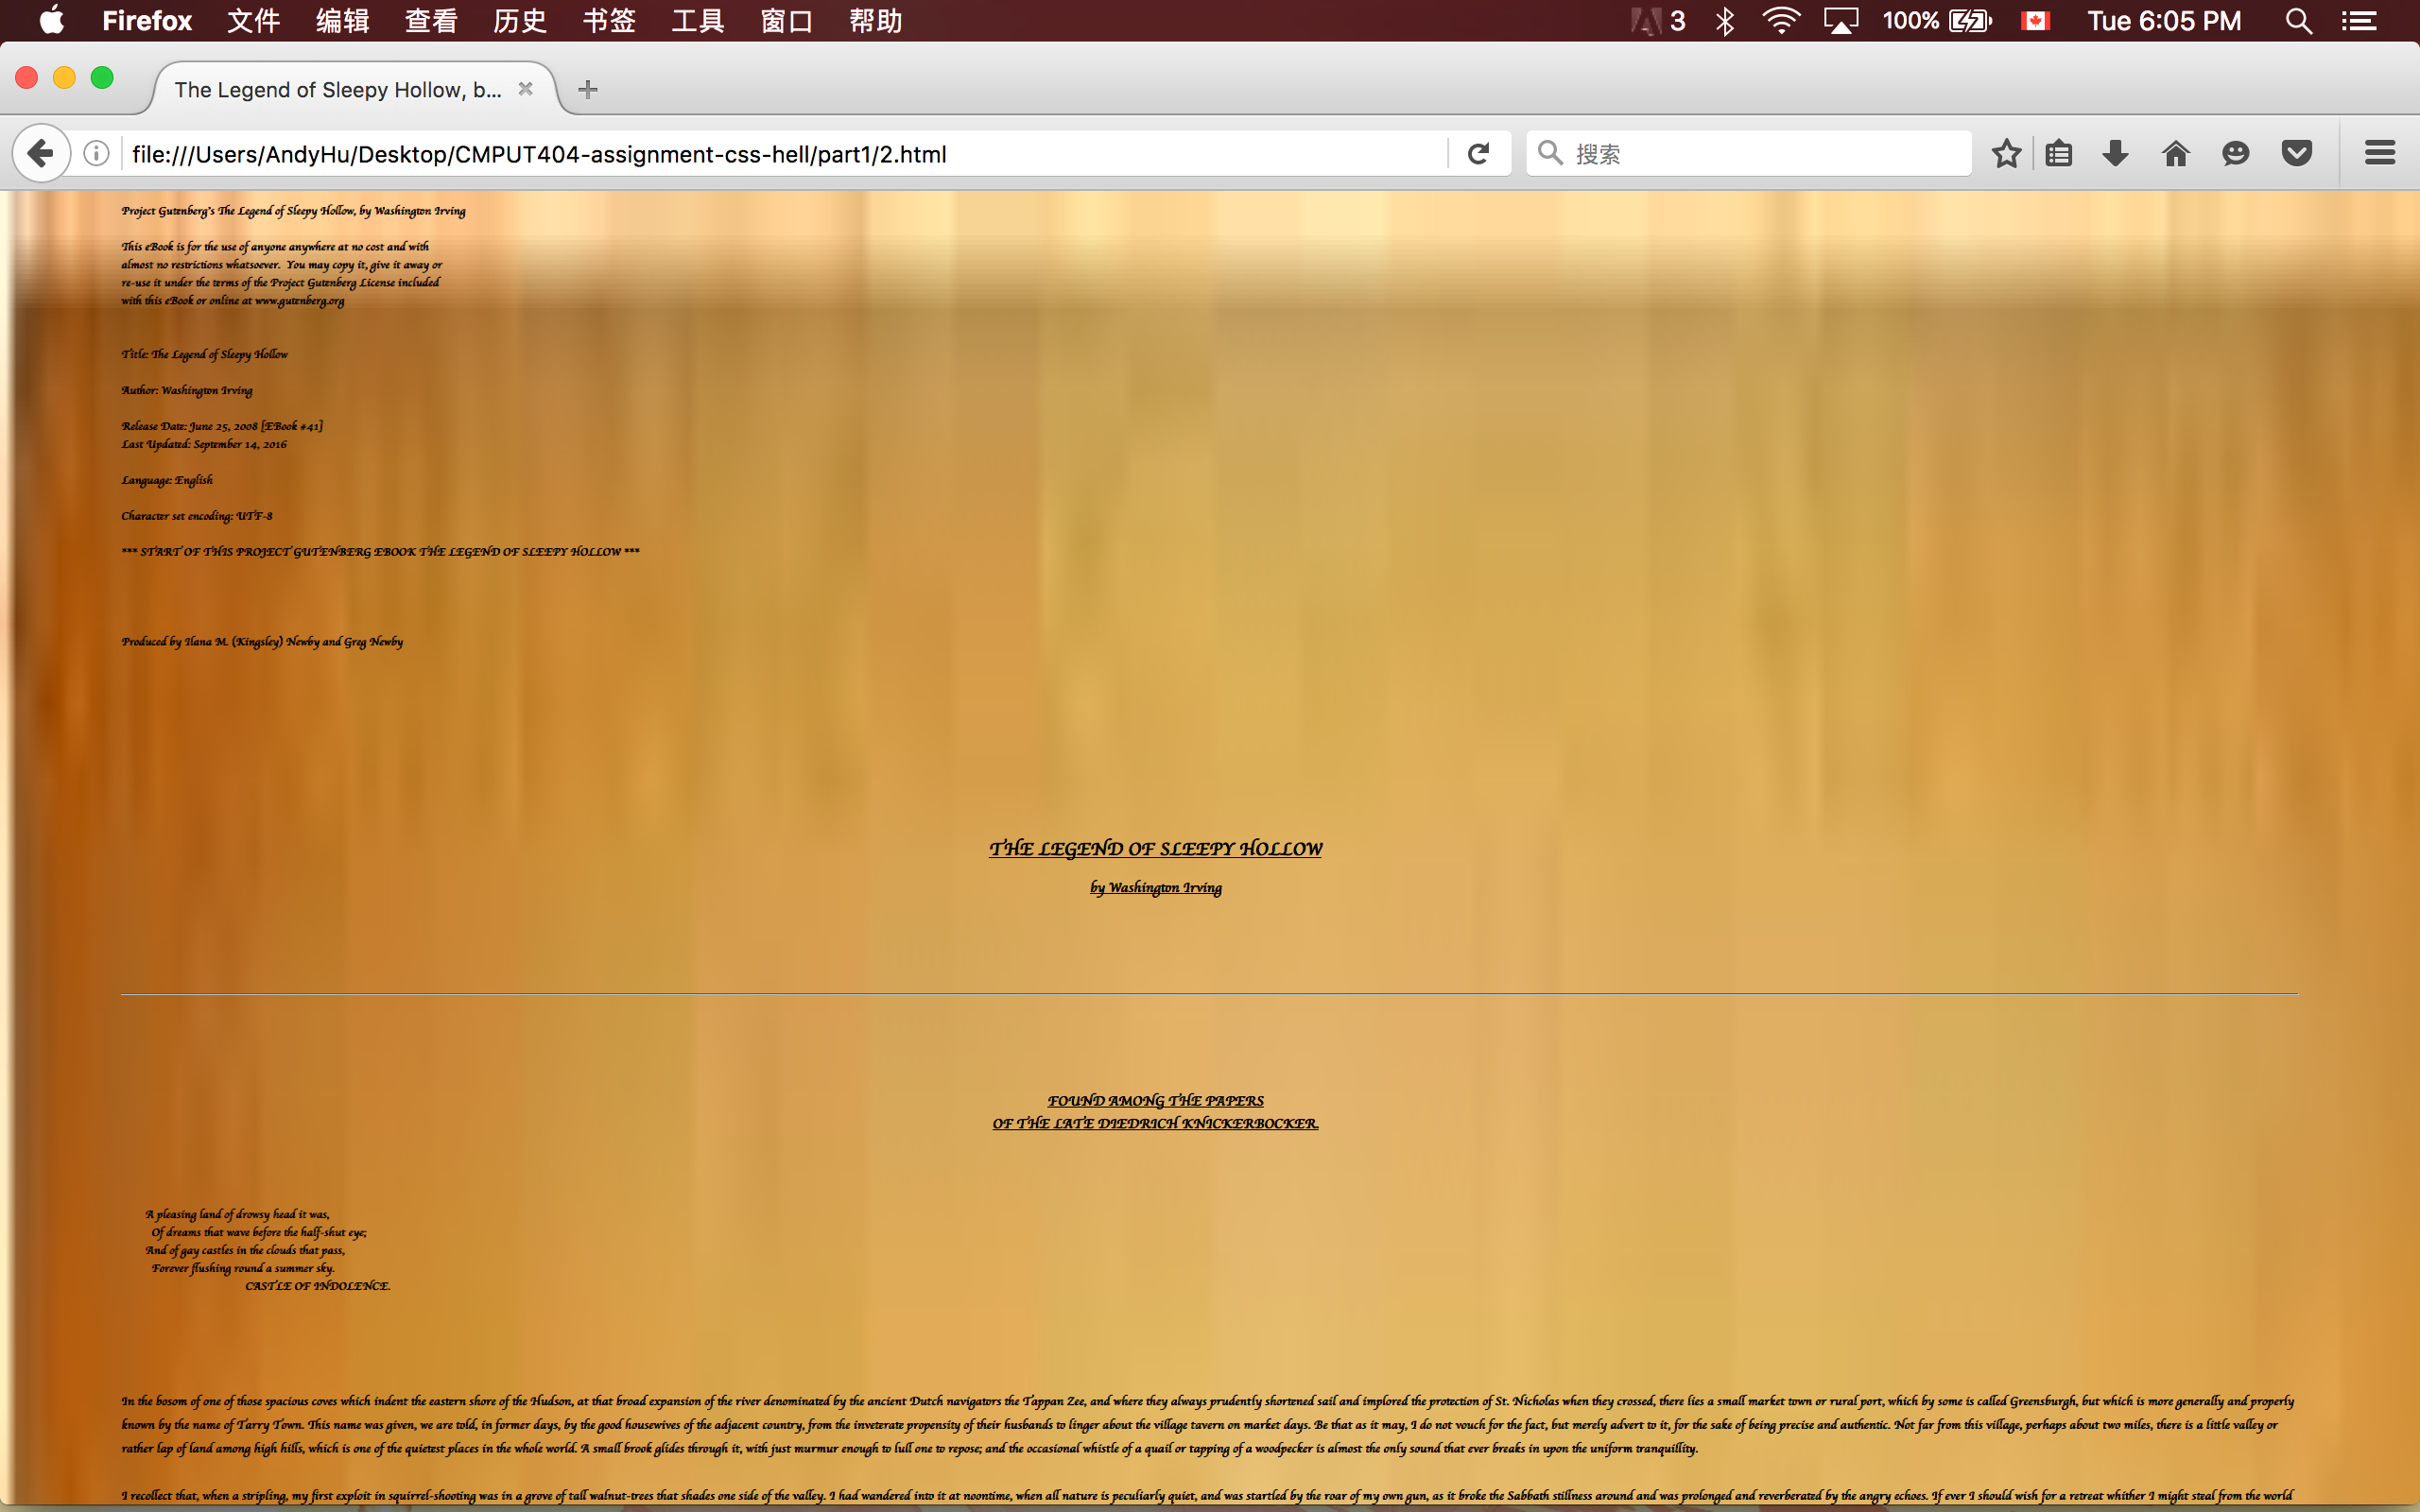 Firefox 文件 编辑 查看 历史 书签 工具 窗口 帮助 3 100% Tue 6:05 PM
The Legend of Sleepy Hollow, b...
file:///Users/AndyHu/Desktop/CMPUT404-assignment-css-hell/part1/2.html 搜索
Project Gutenberg's The Legend of Sleepy Hollow, by Washington Irving
This eBook is for the use of anyone anywhere at no cost and with
almost no restrictions whatsoever. You may copy it, give it away or
re-use it under the terms of the Project Gutenberg License included
with this eBook or online at www.gutenberg.org
Title: The Legend of Sleepy Hollow
Author: Washington Irving
Release Date: June 25, 2008 [EBook #41]
Last Updated: September 14, 2016
Language: English
Character set encoding: UTF-8
*** START OF THIS PROJECT GUTENBERG EBOOK THE LEGEND OF SLEEPY HOLLOW ***
Produced by Ilana M. (Kingsley) Newby and Greg Newby
THE LEGEND OF SLEEPY HOLLOW
by Washington Irving
FOUND AMONG THE PAPERS
OF THE LATE DIEDRICH KNICKERBOCKER.
A pleasing land of drowsy head it was,
Of dreams that wave before the half-shut eye;
And of gay castles in the clouds that pass,
Forever flushing round a summer sky.
CASTLE OF INDOLENCE.
In the bosom of one of those spacious coves which indent the eastern shore of the Hudson, at that broad expansion of the river denominated by the ancient Dutch navigators the Tappan Zee, and where they always prudently shortened sail and implored the protection of St. Nicholas when they crossed, there lies a small market town or rural port, which by some is called Greensburgh, but which is more generally and properly
known by the name of Tarry Town. This name was given, we are told, in former days, by the good housewives of the adjacent country, from the inveterate propensity of their husbands to linger about the village tavern on market days. Be that as it may, I do not vouch for the fact, but merely advert to it, for the sake of being precise and authentic. Not far from this village, perhaps about two miles, there is a little valley or
rather lap of land among high hills, which is one of the quietest places in the whole world. A small brook glides through it, with just murmur enough to lull one to repose; and the occasional whistle of a quail or tapping of a woodpecker is almost the only sound that ever breaks in upon the uniform tranquillity.
I recollect that, when a stripling, my first exploit in squirrel-shooting was in a grove of tall walnut-trees that shades one side of the valley. I had wandered into it at noontime, when all nature is peculiarly quiet, and was startled by the roar of my own gun, as it broke the Sabbath stillness around and was prolonged and reverberated by the angry echoes. If ever I should wish for a retreat whither I might steal from the world